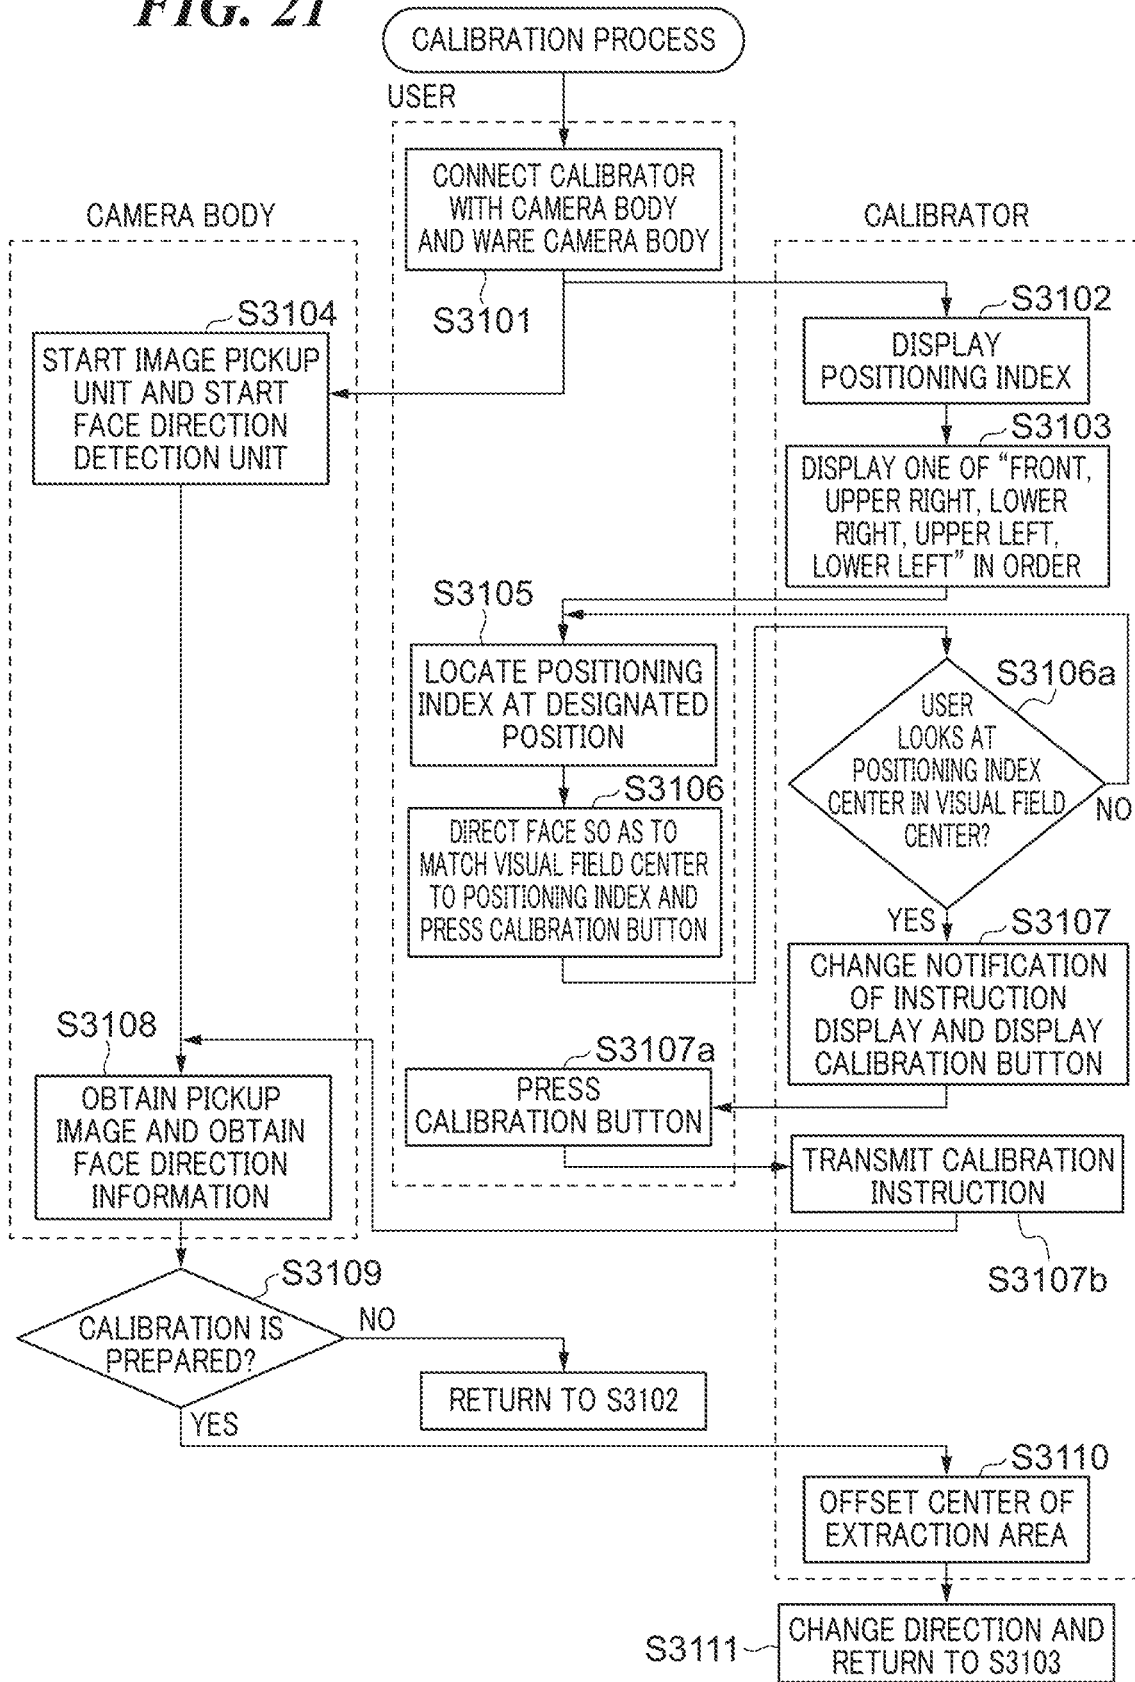 FIG. 21
CALIBRATION PROCESS
USER
CONNECT CALIBRATOR
WITH CAMERA BODY
AND WARE CAMERA BODY
S3101
CAMERA BODY
CALIBRATOR
S3104
START IMAGE PICKUP
UNIT AND START
FACE DIRECTION
DETECTION UNIT
S3102
DISPLAY
POSITIONING INDEX
S3103
DISPLAY ONE OF “FRONT,
UPPER RIGHT, LOWER
RIGHT, UPPER LEFT,
LOWER LEFT” IN ORDER
S3105
LOCATE POSITIONING
INDEX AT DESIGNATED
POSITION
S3106
DIRECT FACE SO AS TO
MATCH VISUAL FIELD CENTER
TO POSITIONING INDEX AND
PRESS CALIBRATION BUTTON
S3106a
USER
LOOKS AT
POSITIONING INDEX
CENTER IN VISUAL FIELD
CENTER?
NO
YES
S3107
CHANGE NOTIFICATION
OF INSTRUCTION
DISPLAY AND DISPLAY
CALIBRATION BUTTON
S3107a
PRESS
CALIBRATION BUTTON
TRANSMIT CALIBRATION
INSTRUCTION
S3107b
S3108
OBTAIN PICKUP
IMAGE AND OBTAIN
FACE DIRECTION
INFORMATION
S3109
CALIBRATION IS
PREPARED?
NO
RETURN TO S3102
YES
S3110
OFFSET CENTER OF
EXTRACTION AREA
S3111
CHANGE DIRECTION AND
RETURN TO S3103